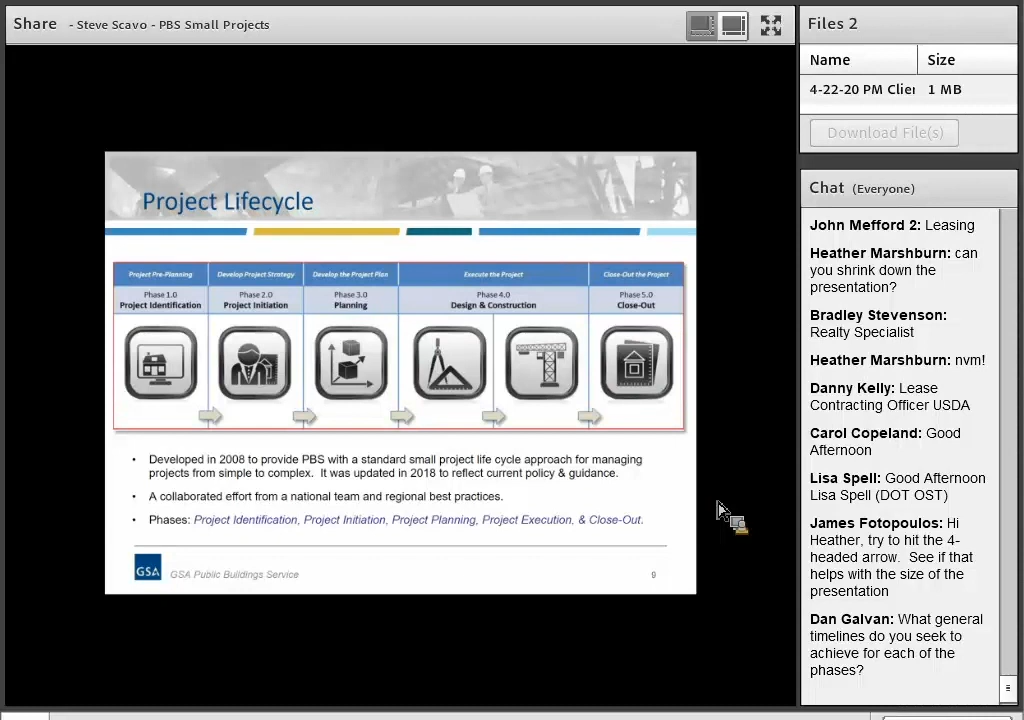 Share - Steve Scavo - PBS Small Projects
Project Lifecycle
Project Pre-Planning Develop Project Strategy Develop the Project Plan Execute the Project Close-Out the Project
Phase 1.0 Phase 2.0 Phase 3.0 Phase 4.0 Phase 5.0
Project Identification Project Initiation Planning Design & Construction Close-Out
• Developed in 2008 to provide PBS with a standard small project life cycle approach for managing
projects from simple to complex. It was updated in 2018 to reflect current policy & guidance.
• A collaborated effort from a national team and regional best practices.
• Phases: Project Identification, Project Initiation, Project Planning, Project Execution, & Close-Out.
GSA GSA Public Buildings Service 9
Files 2
Name Size
4-22-20 PM Clier 1 MB
Download File(s)
Chat (Everyone)
John Mefford 2: Leasing
Heather Marshburn: can
you shrink down the
presentation?
Bradley Stevenson:
Realty Specialist
Heather Marshburn: nvm!
Danny Kelly: Lease
Contracting Officer USDA
Carol Copeland: Good
Afternoon
Lisa Spell: Good Afternoon
Lisa Spell (DOT OST)
James Fotopoulos: Hi
Heather, try to hit the 4-
headed arrow. See if that
helps with the size of the
presentation
Dan Galvan: What general
timelines do you seek to
achieve for each of the
phases?